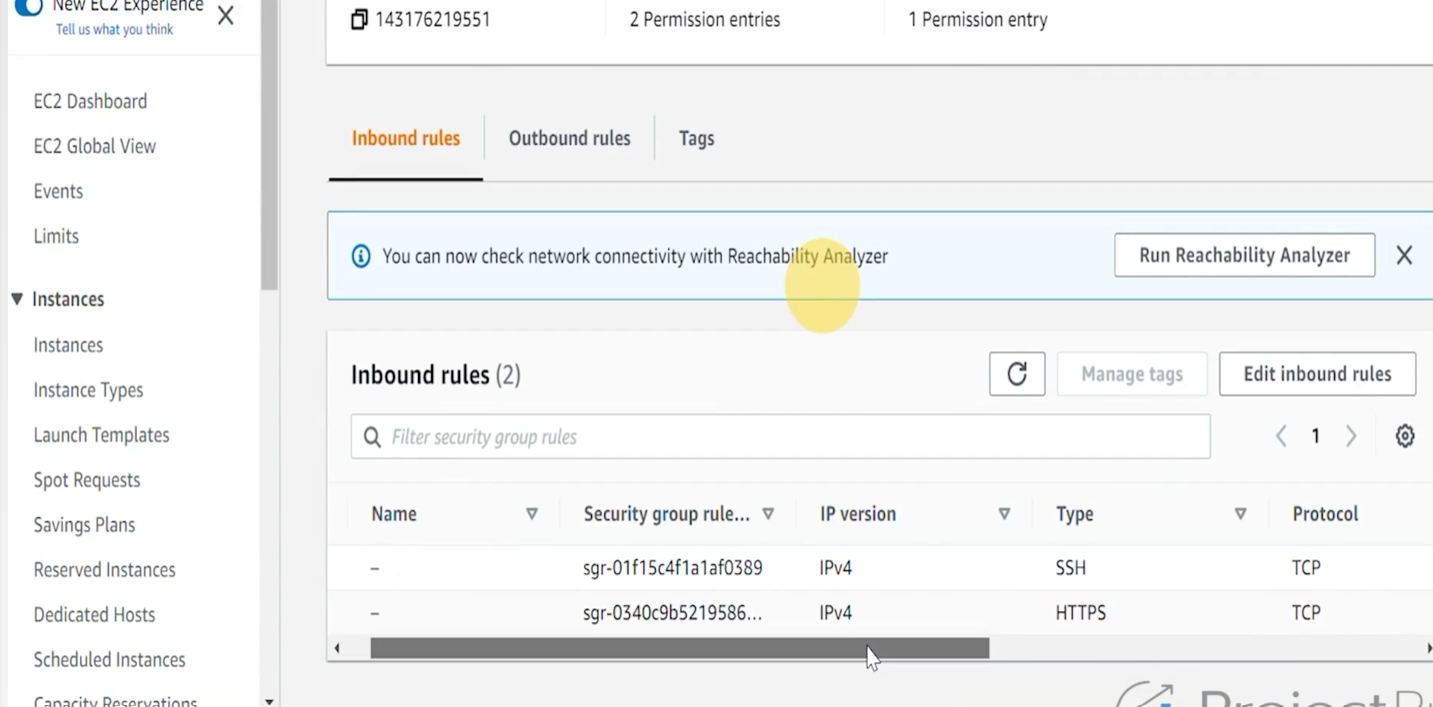 New EC2 Experience
Tell us what you think
143176219551
2 Permission entries
1 Permission entry
EC2 Dashboard
EC2 Global View
Events
Limits
Instances
Instances
Instance Types
Launch Templates
Spot Requests
Savings Plans
Reserved Instances
Dedicated Hosts
Scheduled Instances
Capacity Reservations
Inbound rules
Outbound rules
Tags
You can now check network connectivity with Reachability Analyzer
Run Reachability Analyzer
Inbound rules (2)
Manage tags
Edit inbound rules
Filter security group rules
1
Name
Security group rule...
IP version
Type
Protocol
–
sgr-01f15c4f1a1af0389
IPv4
SSH
TCP
–
sgr-0340c9b5219586...
IPv4
HTTPS
TCP